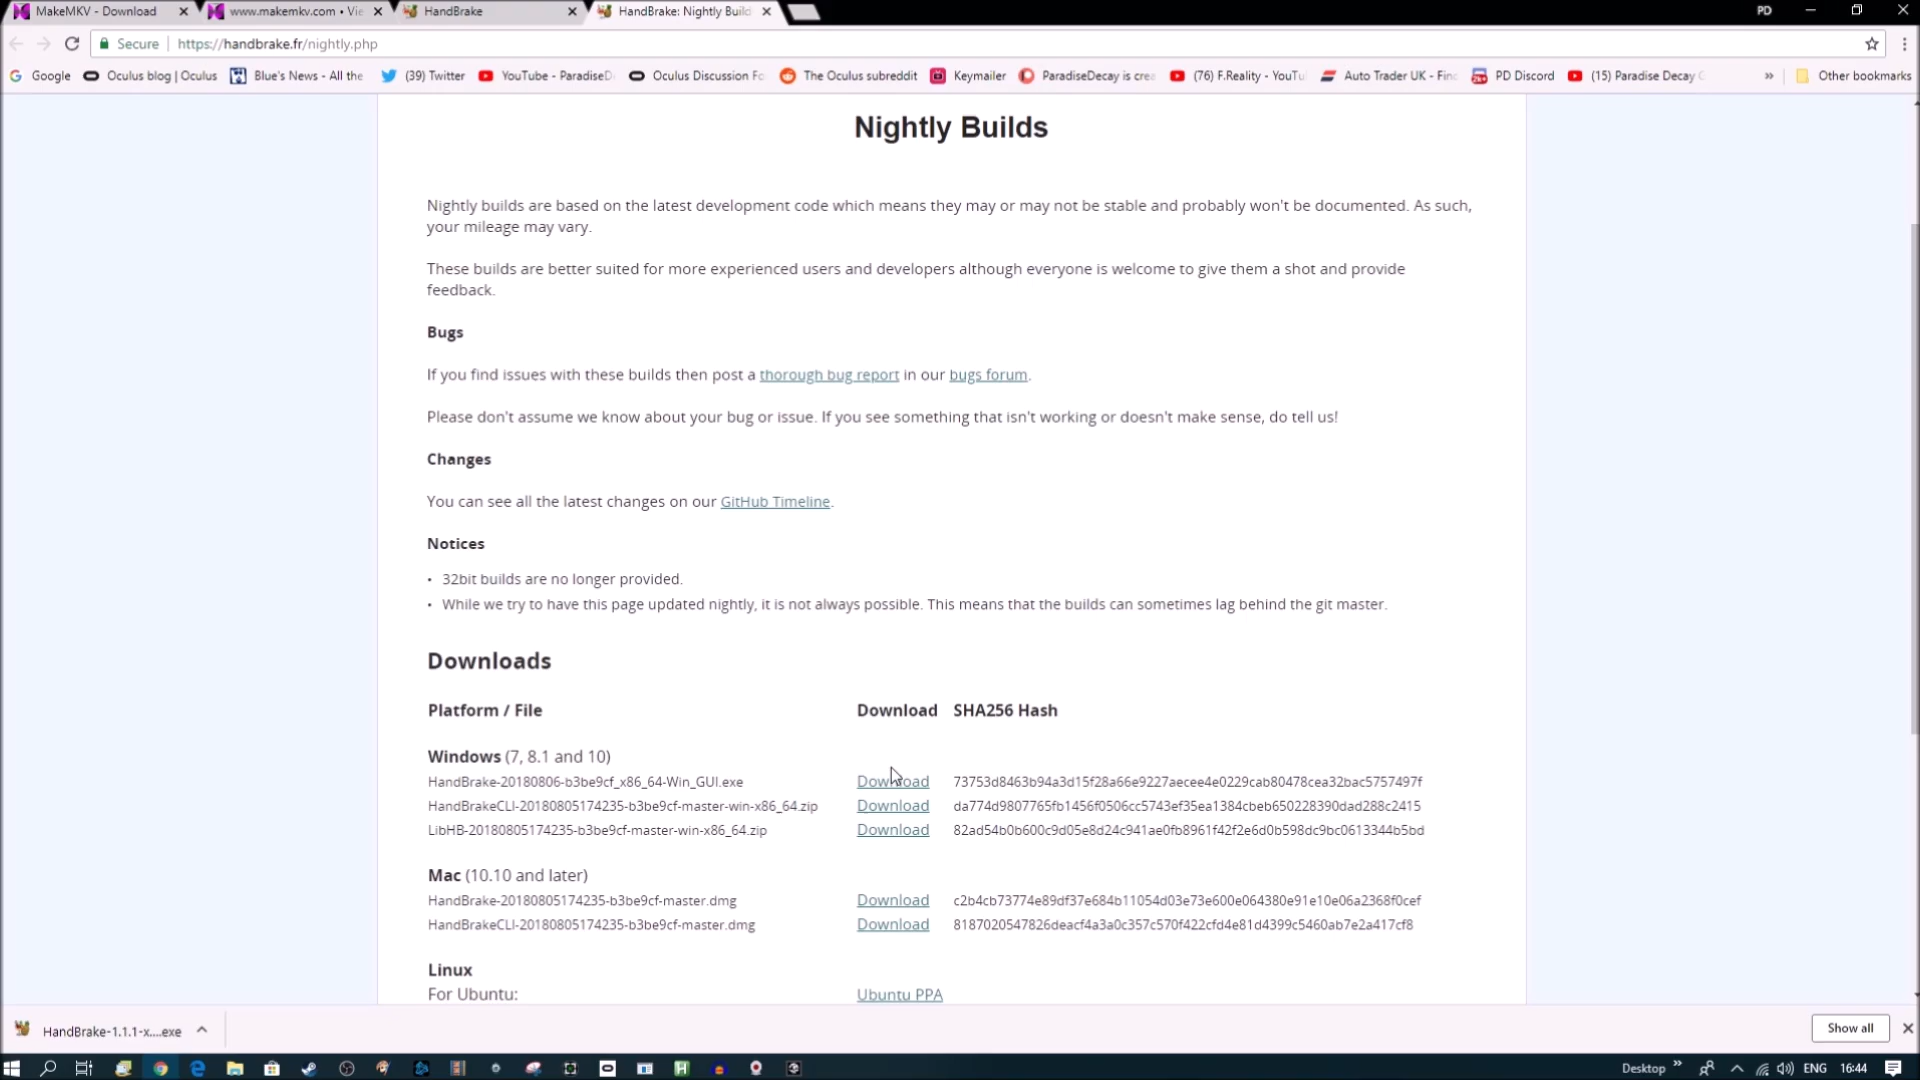 MakeMKV - Download
www.makemkv.com • Vie
HandBrake
HandBrake: Nightly Build
PD
Secure
https://handbrake.fr/nightly.php
Google
Oculus blog | Oculus
Blue's News - All the
(39) Twitter
YouTube - ParadiseD
Oculus Discussion Fo
The Oculus subreddit
Keymailer
ParadiseDecay is crea
(76) F.Reality - YouTu
Auto Trader UK - Fin
PD Discord
(15) Paradise Decay
»
Other bookmarks
Nightly Builds
Nightly builds are based on the latest development code which means they may or may not be stable and probably won't be documented. As such,
your mileage may vary.
These builds are better suited for more experienced users and developers although everyone is welcome to give them a shot and provide
feedback.
Bugs
If you find issues with these builds then post a thorough bug report in our bugs forum.
Please don't assume we know about your bug or issue. If you see something that isn't working or doesn't make sense, do tell us!
Changes
You can see all the latest changes on our GitHub Timeline.
Notices
• 32bit builds are no longer provided.
• While we try to have this page updated nightly, it is not always possible. This means that the builds can sometimes lag behind the git master.
Downloads
Platform / File Download SHA256 Hash
Windows (7, 8.1 and 10)
HandBrake-20180806-b3be9cf_x86_64-Win_GUI.exe Download 73753d8463b94a3d15f28a66e9227aecee4e0229cab80478cea32bac5757497f
HandBrakeCLI-20180805174235-b3be9cf-master-win-x86_64.zip Download da774d9807765fb1456f0506cc5743ef35ea1384cbeb650228390dad288c2415
LibHB-20180805174235-b3be9cf-master-win-x86_64.zip Download 82ad54b0b600c9d05e8d24c941ae0fb8961f42f2e6d0b598dc9bc0613344b5bd
Mac (10.10 and later)
HandBrake-20180805174235-b3be9cf-master.dmg Download c2b4cb73774e89df37e684b11054d03e73e600e064380e91e10e06a2368f0cef
HandBrakeCLI-20180805174235-b3be9cf-master.dmg Download 8187020547826deacf4a3a0c357c570f422cfd4e81d4399c5460ab7e2a417cf8
Linux
For Ubuntu: Ubuntu PPA
HandBrake-1.1.1-x....exe
Show all
Desktop
»
ENG
16:44